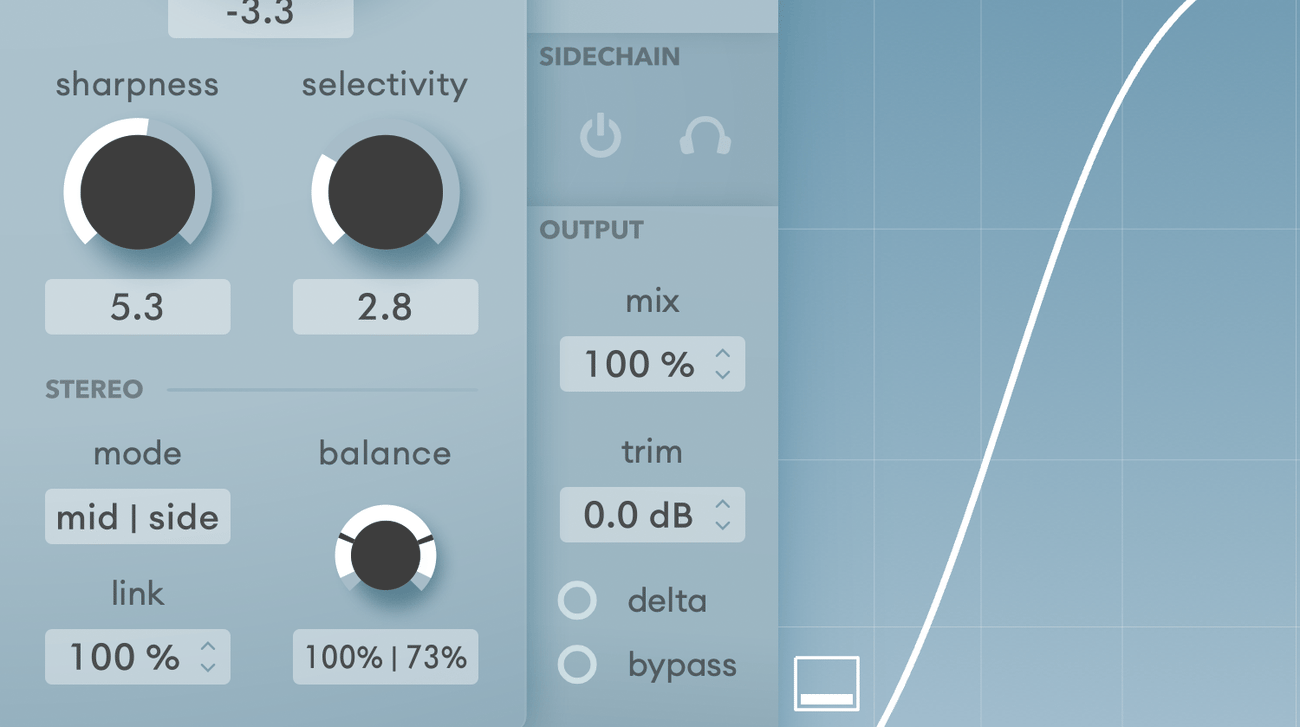 -3.3
sharpness
selectivity
5.3
2.8
STEREO
mode
balance
mid | side
link
100 %
100% | 73%
SIDECHAIN
OUTPUT
mix
100 %
trim
0.0 dB
delta
bypass